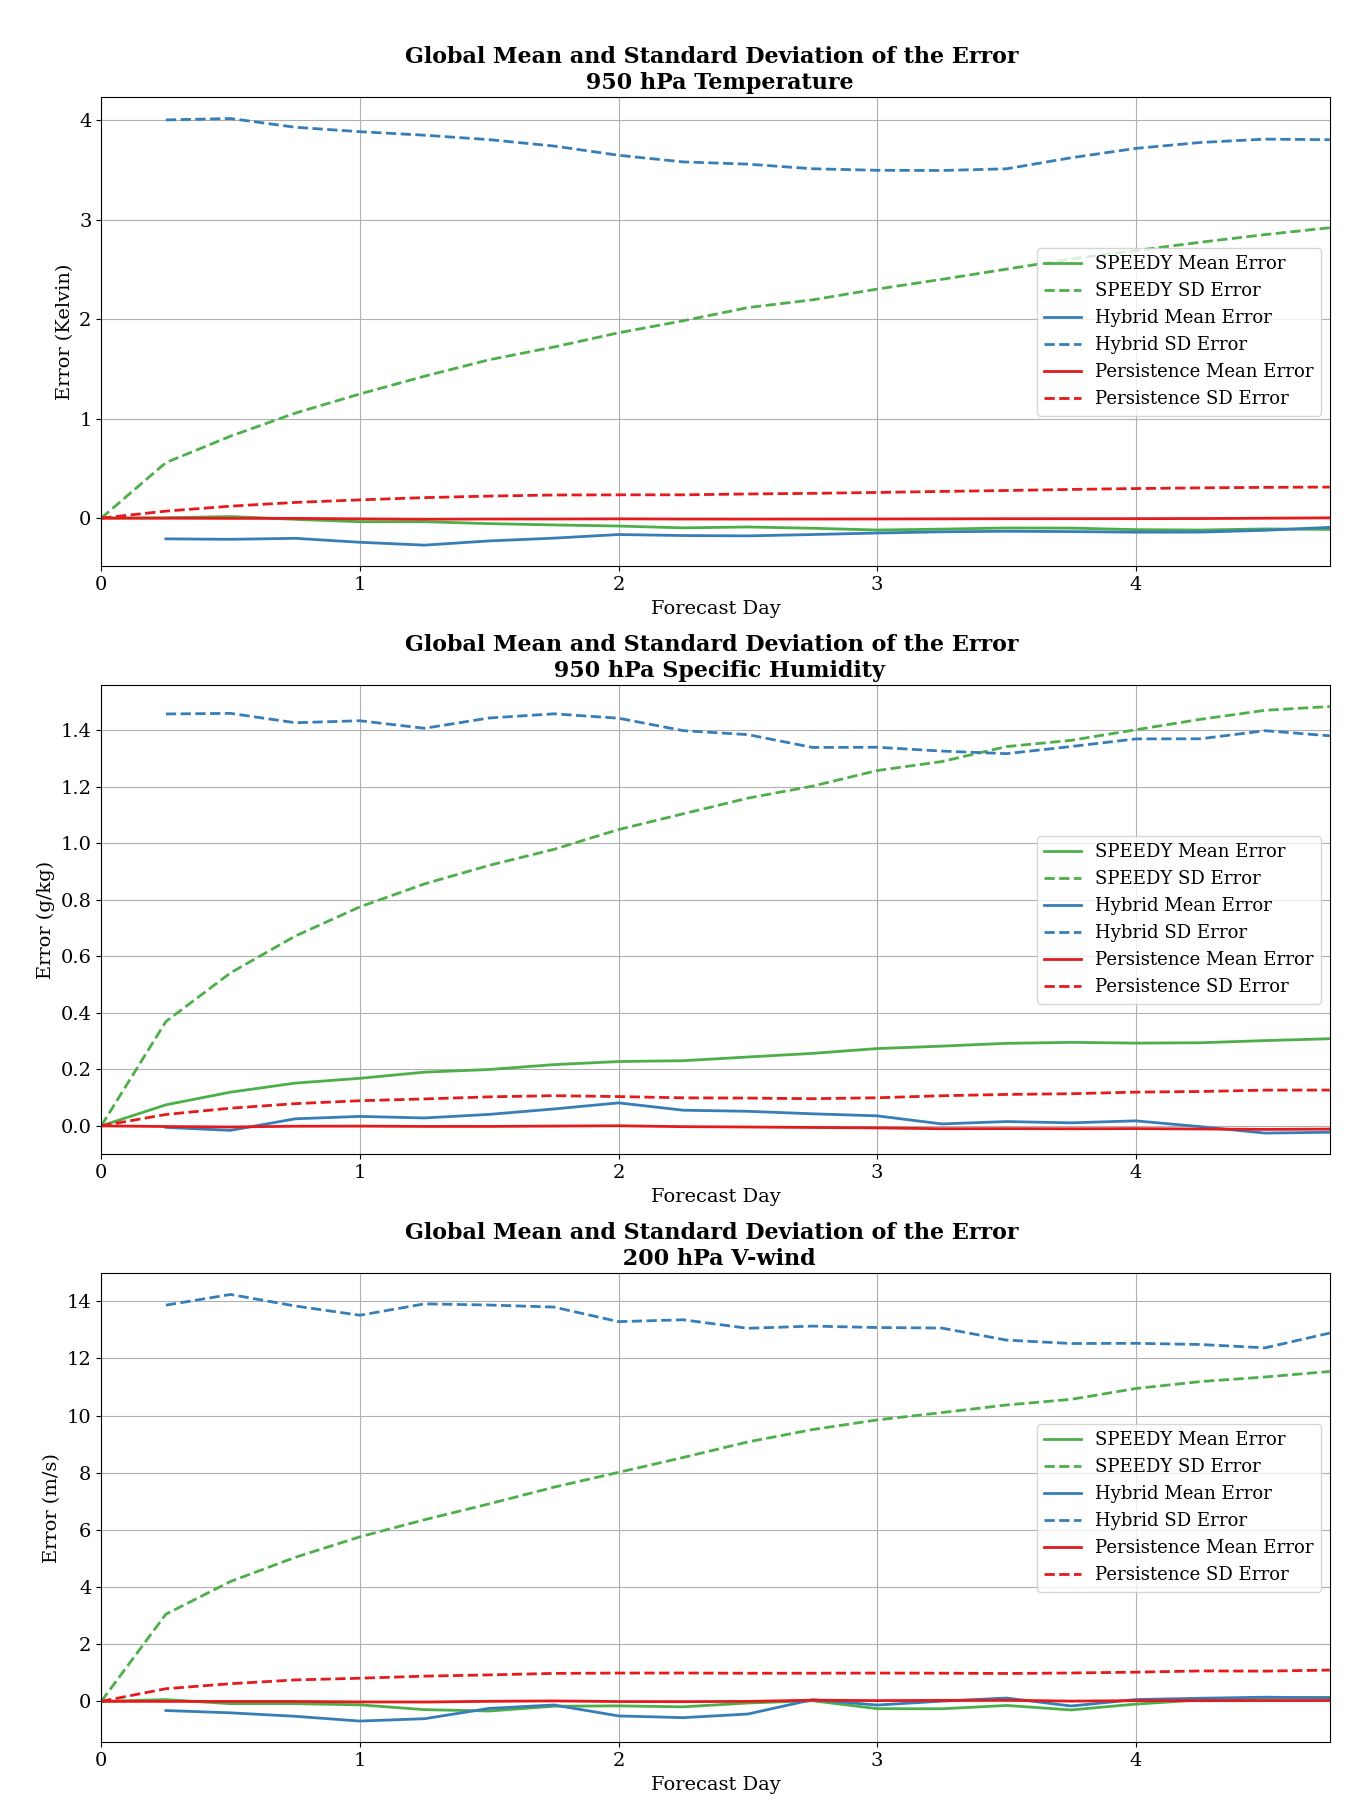 Global Mean and Standard Deviation of the Error
950 hPa Temperature
4
3
2
1
0
Error (Kelvin)
SPEEDY Mean Error
SPEEDY SD Error
Hybrid Mean Error
Hybrid SD Error
Persistence Mean Error
Persistence SD Error
0 1 2 3 4
Forecast Day
Global Mean and Standard Deviation of the Error
950 hPa Specific Humidity
1.4
1.2
1.0
0.8
0.6
0.4
0.2
0.0
Error (g/kg)
SPEEDY Mean Error
SPEEDY SD Error
Hybrid Mean Error
Hybrid SD Error
Persistence Mean Error
Persistence SD Error
0 1 2 3 4
Forecast Day
Global Mean and Standard Deviation of the Error
200 hPa V-wind
14
12
10
8
6
4
2
0
Error (m/s)
SPEEDY Mean Error
SPEEDY SD Error
Hybrid Mean Error
Hybrid SD Error
Persistence Mean Error
Persistence SD Error
0 1 2 3 4
Forecast Day